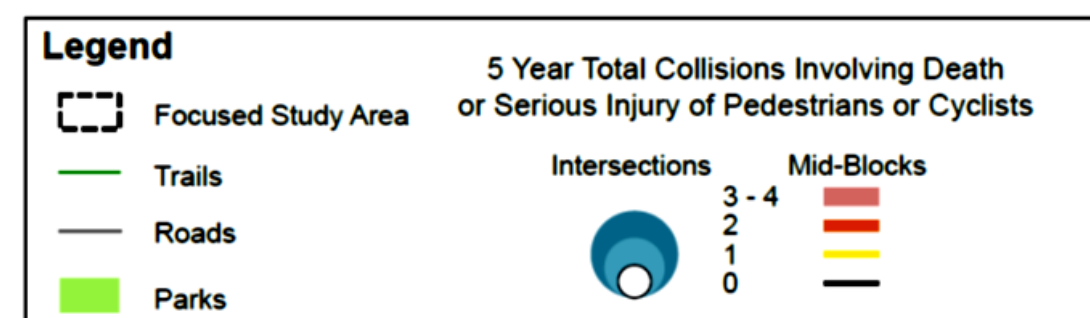 Legend
Focused Study Area
Trails
Roads
Parks
5 Year Total Collisions Involving Death
or Serious Injury of Pedestrians or Cyclists
Intersections Mid-Blocks
3 - 4
2
1
0